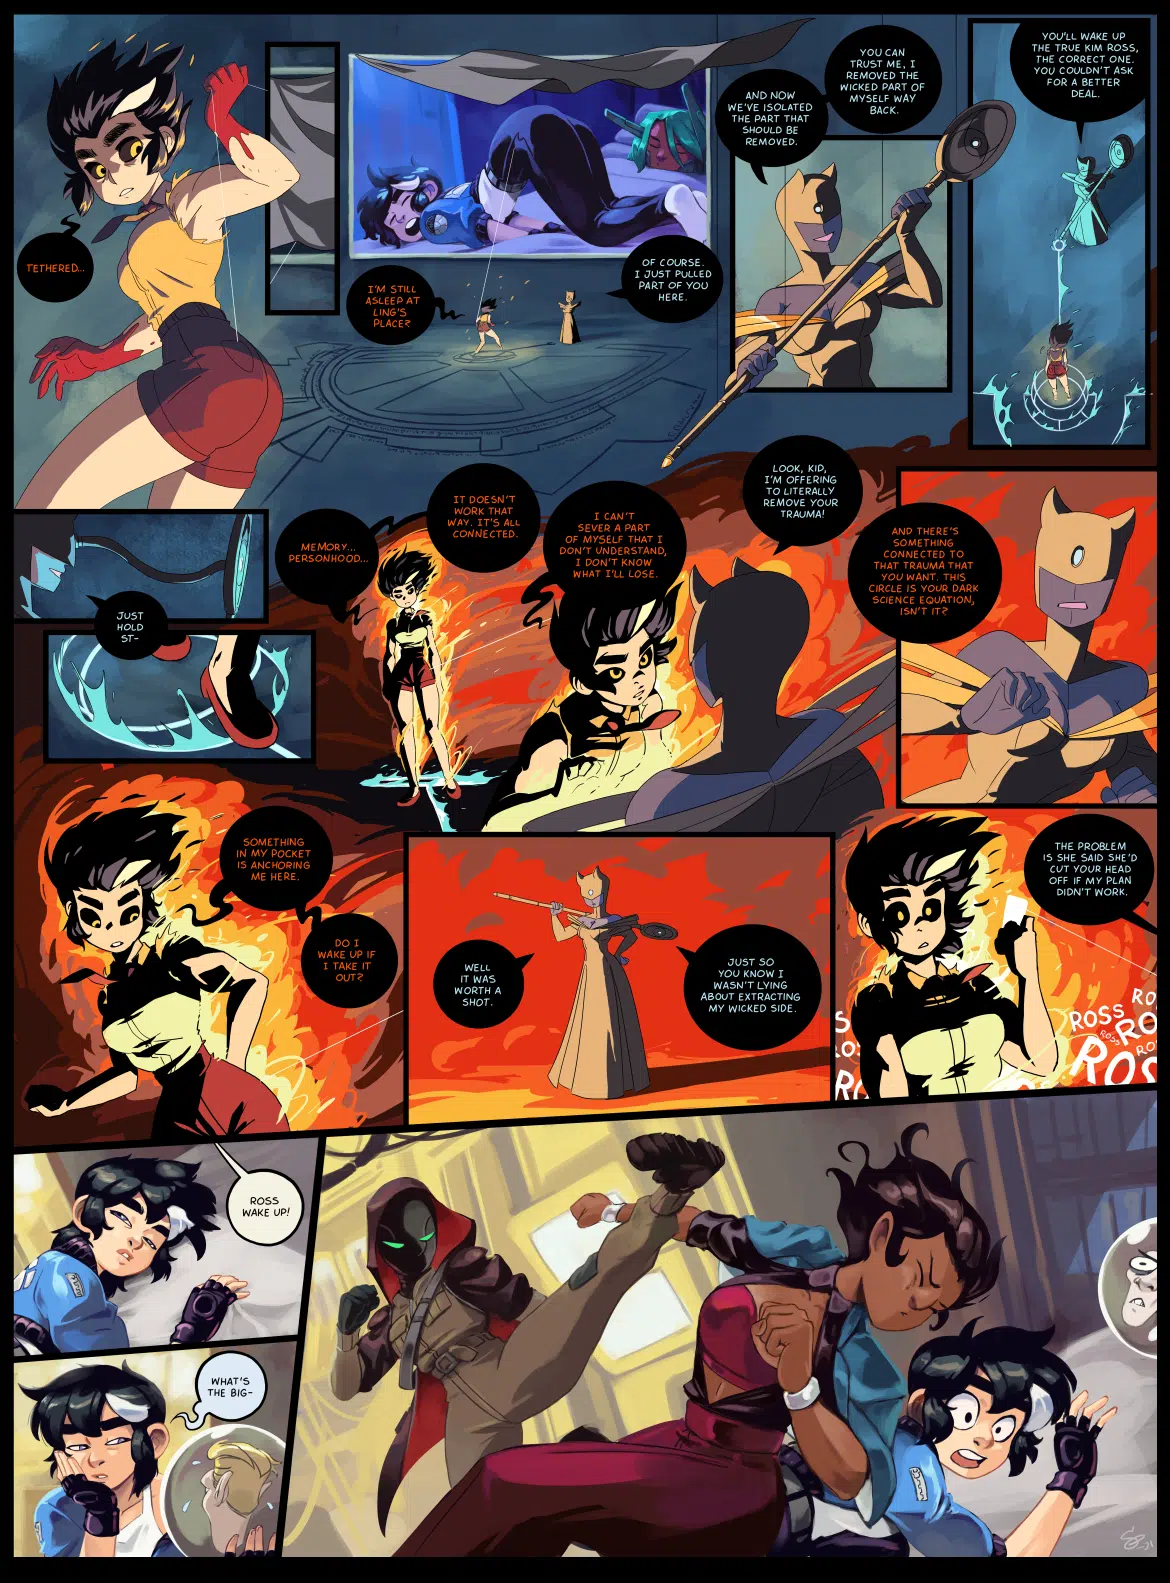 TETHERED...
I'M STILL
ASLEEP AT
LING'S
PLACE?
OF COURSE.
I JUST PULLED
PART OF YOU
HERE.
YOU CAN
TRUST ME, I
REMOVED THE
WICKED PART OF
MYSELF WAY
BACK.
AND NOW
WE'VE ISOLATED
THE PART THAT
SHOULD BE
REMOVED.
YOU'LL WAKE UP
THE TRUE KIM ROSS,
THE CORRECT ONE.
YOU COULDN'T ASK
FOR A BETTER
DEAL.
JUST
HOLD
ST-
MEMORY...
PERSONHOOD...
IT DOESN'T
WORK THAT
WAY. IT'S ALL
CONNECTED.
I CAN'T
SEVER A PART
OF MYSELF THAT I
DON'T UNDERSTAND,
I DON'T KNOW
WHAT I'LL LOSE.
LOOK, KID,
I'M OFFERING
TO LITERALLY
REMOVE YOUR
TRAUMA!
AND THERE'S
SOMETHING
CONNECTED TO
THAT TRAUMA THAT
YOU WANT. THIS
CIRCLE IS YOUR DARK
SCIENCE EQUATION,
ISN'T IT?
SOMETHING
IN MY POCKET
IS ANCHORING
ME HERE.
DO I
WAKE UP IF
I TAKE IT
OUT?
WELL
IT WAS
WORTH A
SHOT.
JUST SO
YOU KNOW I
WASN'T LYING
ABOUT EXTRACTING
MY WICKED SIDE.
THE PROBLEM
IS SHE SAID SHE'D
CUT YOUR HEAD
OFF IF MY PLAN
DIDN'T WORK.
ROSS
ROSS
ROSS
WAKE UP!
WHAT'S
THE BIG-